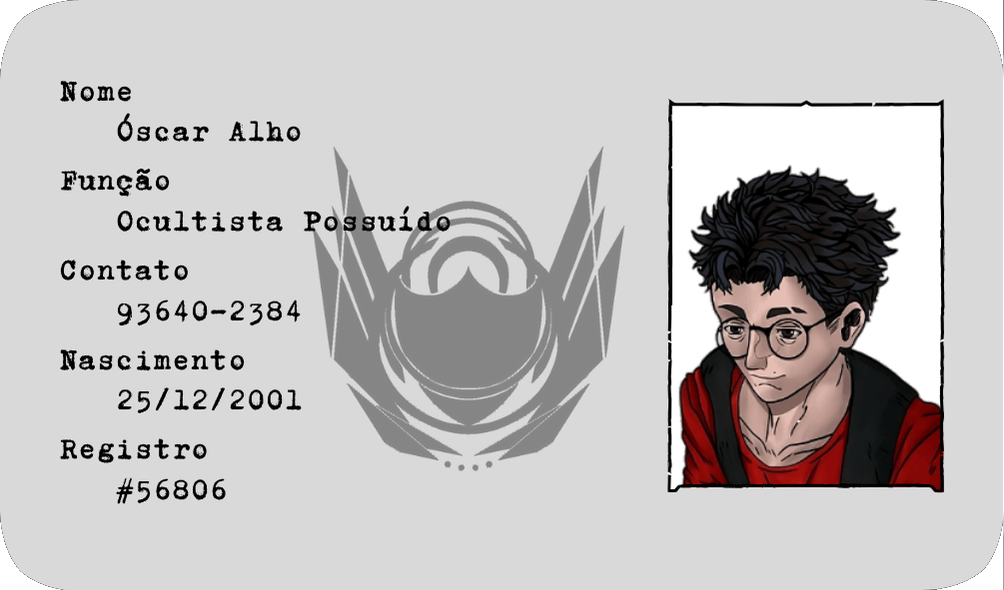 Nome
Óscar Alho
Função
Ocultista Possuído
Contato
93640-2384
Nascimento
25/12/2001
Registro
#56806